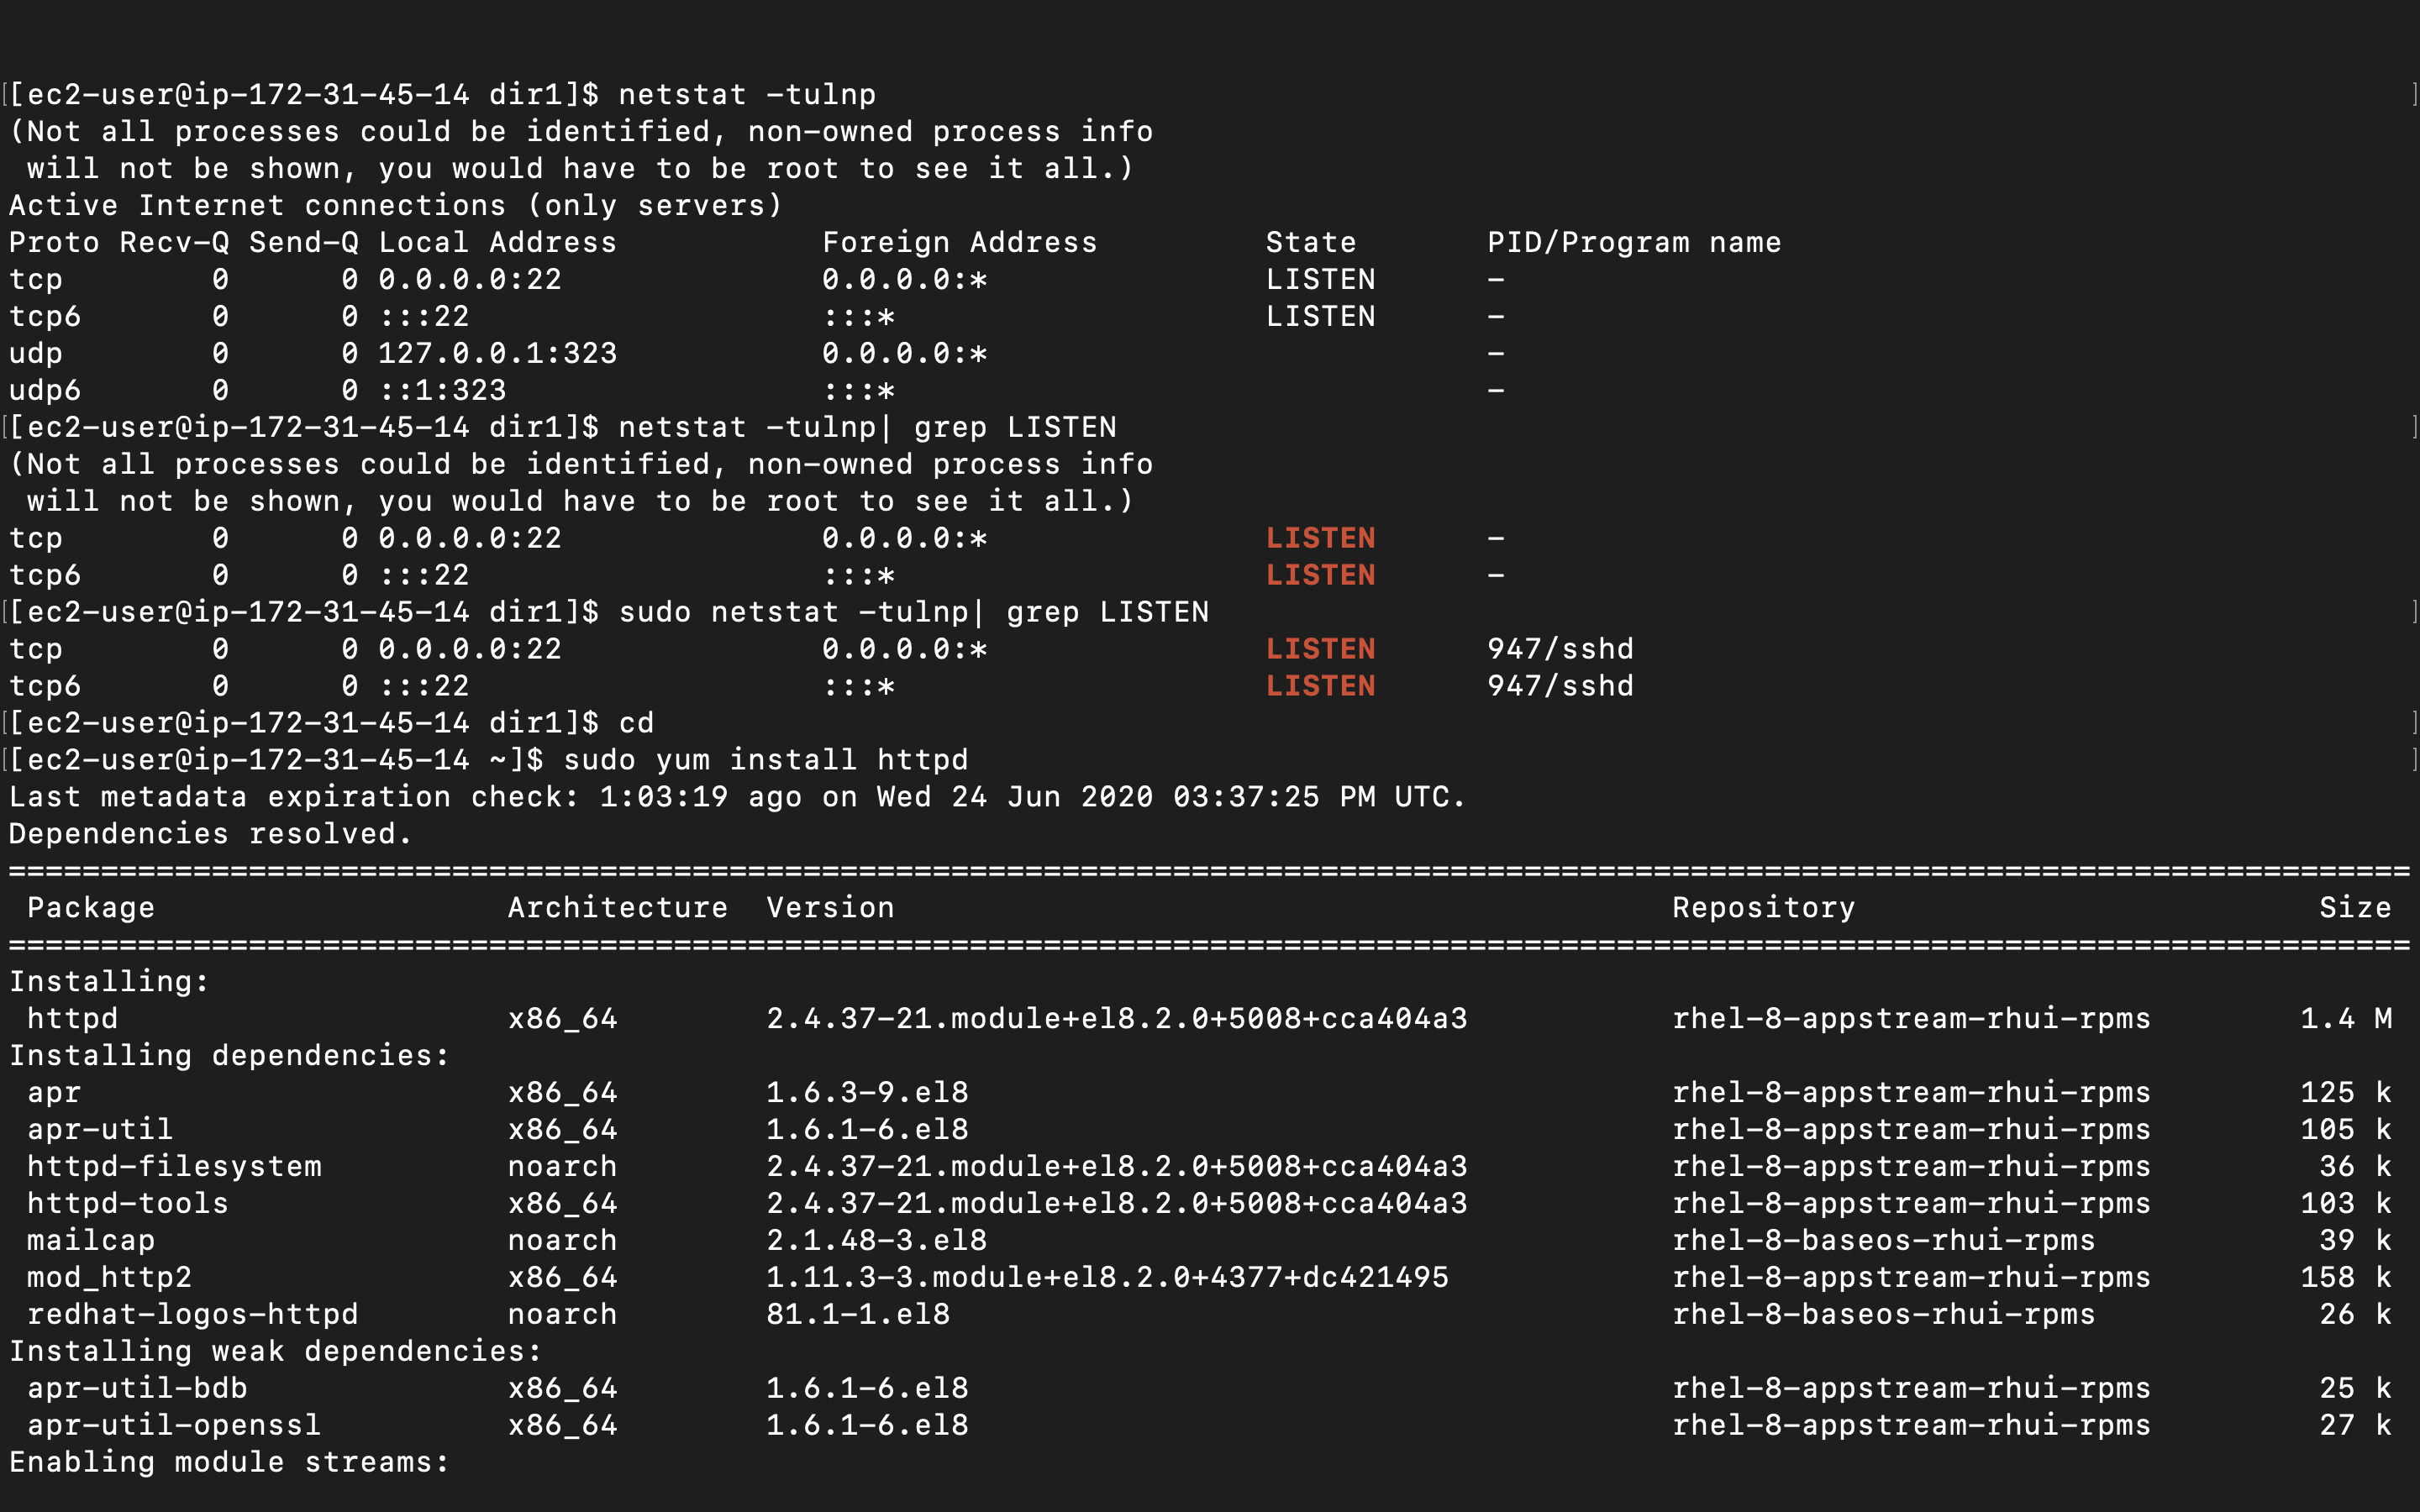 [[ec2-user@ip-172-31-45-14 dir1]$ netstat -tulnp ]
(Not all processes could be identified, non-owned process info
 will not be shown, you would have to be root to see it all.)
Active Internet connections (only servers)
Proto Recv-Q Send-Q Local Address           Foreign Address         State       PID/Program name
tcp        0      0 0.0.0.0:22              0.0.0.0:*               LISTEN      -
tcp6       0      0 :::22                   :::*                    LISTEN      -
udp        0      0 127.0.0.1:323           0.0.0.0:*                           -
udp6       0      0 ::1:323                 :::*                                -
[[ec2-user@ip-172-31-45-14 dir1]$ netstat -tulnp| grep LISTEN ]
(Not all processes could be identified, non-owned process info
 will not be shown, you would have to be root to see it all.)
tcp        0      0 0.0.0.0:22              0.0.0.0:*               LISTEN      -
tcp6       0      0 :::22                   :::*                    LISTEN      -
[[ec2-user@ip-172-31-45-14 dir1]$ sudo netstat -tulnp| grep LISTEN ]
tcp        0      0 0.0.0.0:22              0.0.0.0:*               LISTEN      947/sshd
tcp6       0      0 :::22                   :::*                    LISTEN      947/sshd
[[ec2-user@ip-172-31-45-14 dir1]$ cd ]
[[ec2-user@ip-172-31-45-14 ~]$ sudo yum install httpd ]
Last metadata expiration check: 1:03:19 ago on Wed 24 Jun 2020 03:37:25 PM UTC.
Dependencies resolved.
==================================================================================================================================
 Package                   Architecture  Version                                          Repository                         Size
==================================================================================================================================
Installing:
 httpd                     x86_64        2.4.37-21.module+el8.2.0+5008+cca404a3           rhel-8-appstream-rhui-rpms        1.4 M
Installing dependencies:
 apr                       x86_64        1.6.3-9.el8                                      rhel-8-appstream-rhui-rpms        125 k
 apr-util                  x86_64        1.6.1-6.el8                                      rhel-8-appstream-rhui-rpms        105 k
 httpd-filesystem          noarch        2.4.37-21.module+el8.2.0+5008+cca404a3           rhel-8-appstream-rhui-rpms         36 k
 httpd-tools               x86_64        2.4.37-21.module+el8.2.0+5008+cca404a3           rhel-8-appstream-rhui-rpms        103 k
 mailcap                   noarch        2.1.48-3.el8                                     rhel-8-baseos-rhui-rpms            39 k
 mod_http2                 x86_64        1.11.3-3.module+el8.2.0+4377+dc421495            rhel-8-appstream-rhui-rpms        158 k
 redhat-logos-httpd        noarch        81.1-1.el8                                       rhel-8-baseos-rhui-rpms            26 k
Installing weak dependencies:
 apr-util-bdb              x86_64        1.6.1-6.el8                                      rhel-8-appstream-rhui-rpms         25 k
 apr-util-openssl          x86_64        1.6.1-6.el8                                      rhel-8-appstream-rhui-rpms         27 k
Enabling module streams: